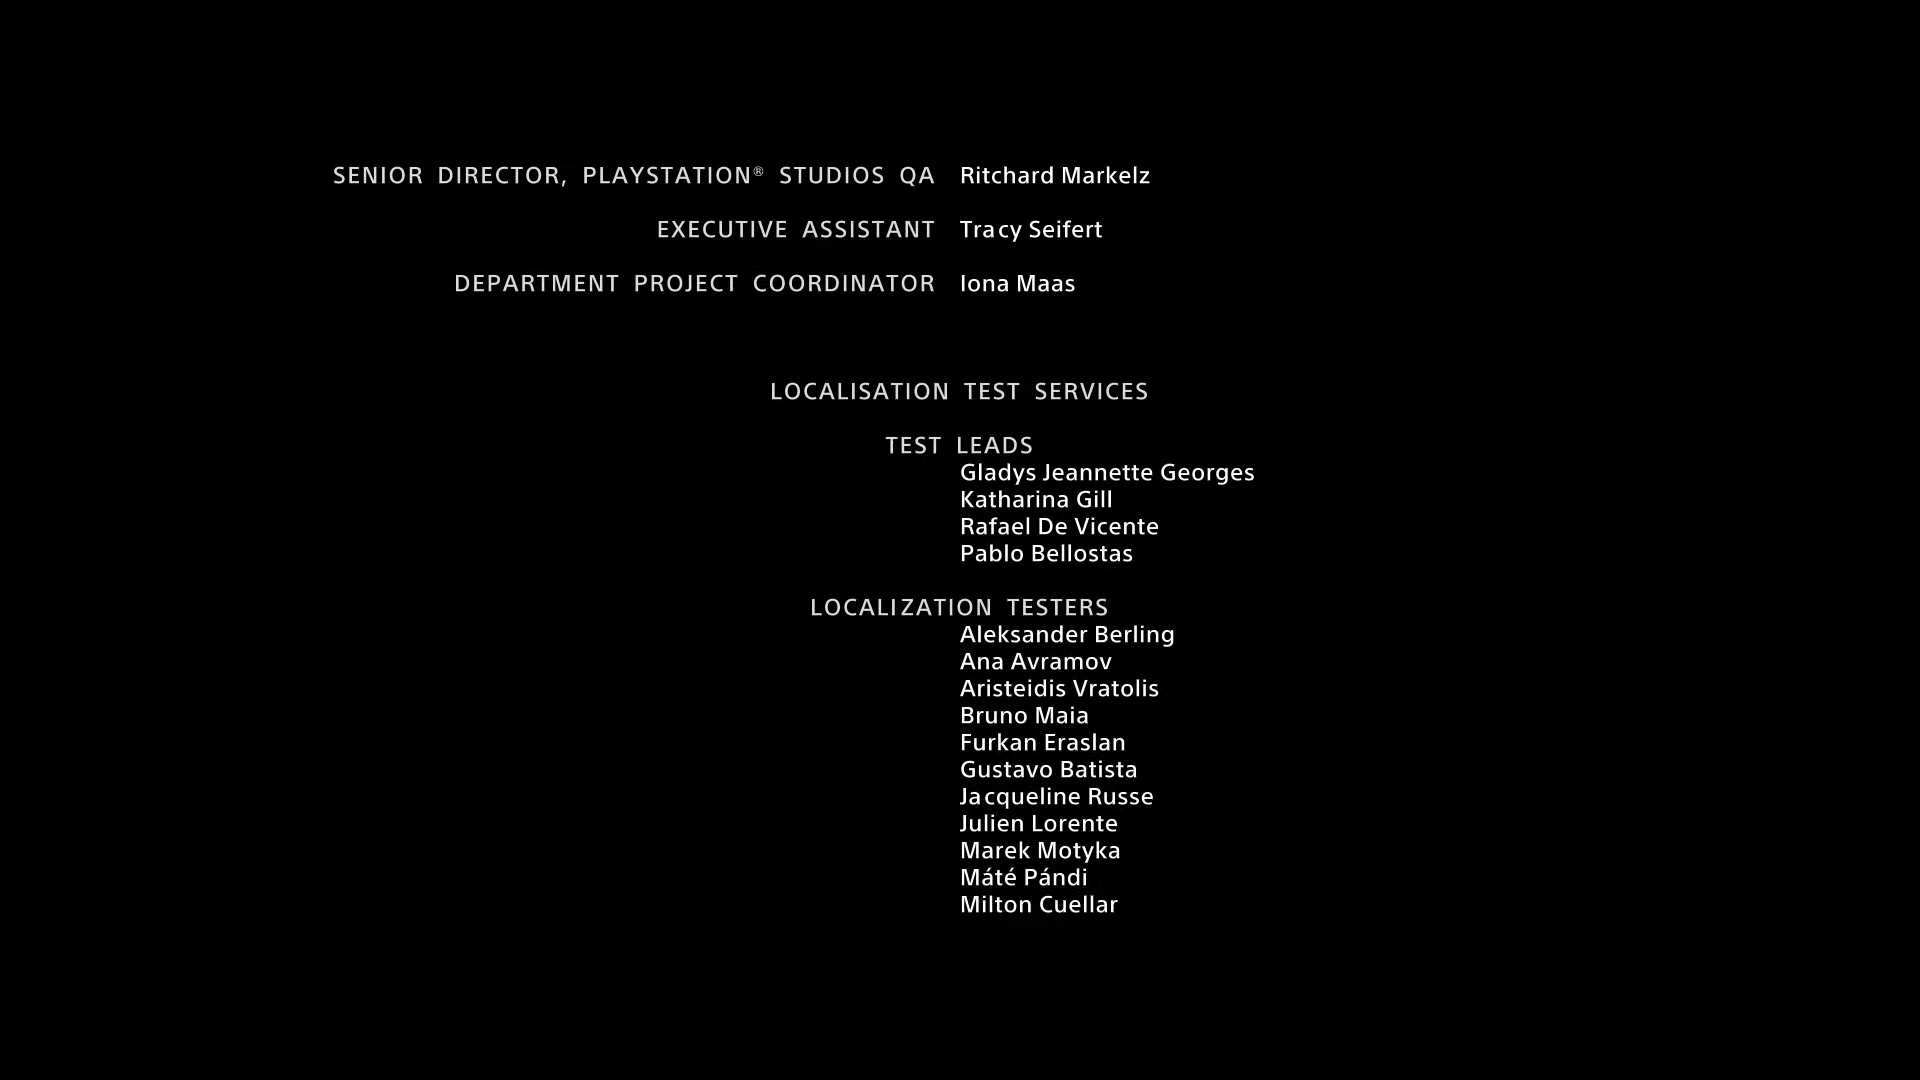 SENIOR DIRECTOR, PLAYSTATION® STUDIOS QA Ritchard Markelz
EXECUTIVE ASSISTANT Tracy Seifert
DEPARTMENT PROJECT COORDINATOR Iona Maas
LOCALISATION TEST SERVICES
TEST LEADS
Gladys Jeannette Georges
Katharina Gill
Rafael De Vicente
Pablo Bellostas
LOCALIZATION TESTERS
Aleksander Berling
Ana Avramov
Aristeidis Vratolis
Bruno Maia
Furkan Eraslan
Gustavo Batista
Jacqueline Russe
Julien Lorente
Marek Motyka
Máté Pándi
Milton Cuellar